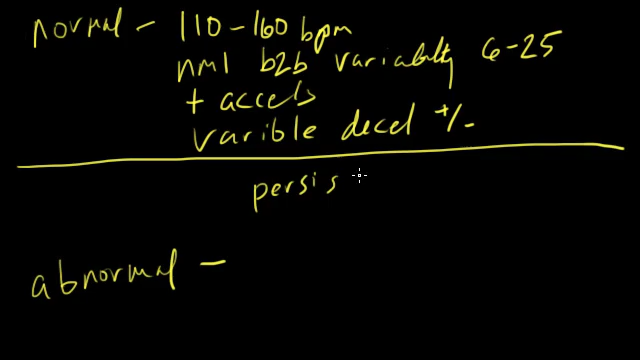 normal - 110-160 bpm
nml b2b variabilty 6-25
+ accels
varible decel +/-
persis
abnormal -